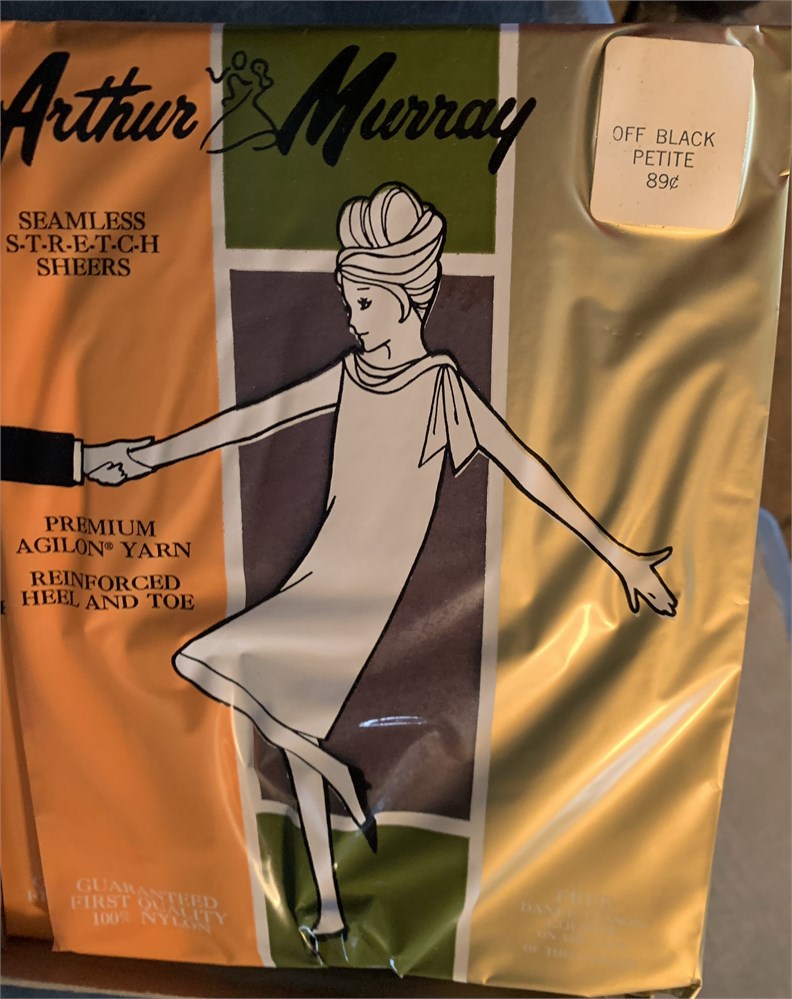 Arthur Murray
OFF BLACK
PETITE
89¢
SEAMLESS
S-T-R-E-T-C-H
SHEERS
PREMIUM
AGILON® YARN
REINFORCED
HEEL AND TOE
GUARANTEED
FIRST QUALITY
100% NYLON
FREE